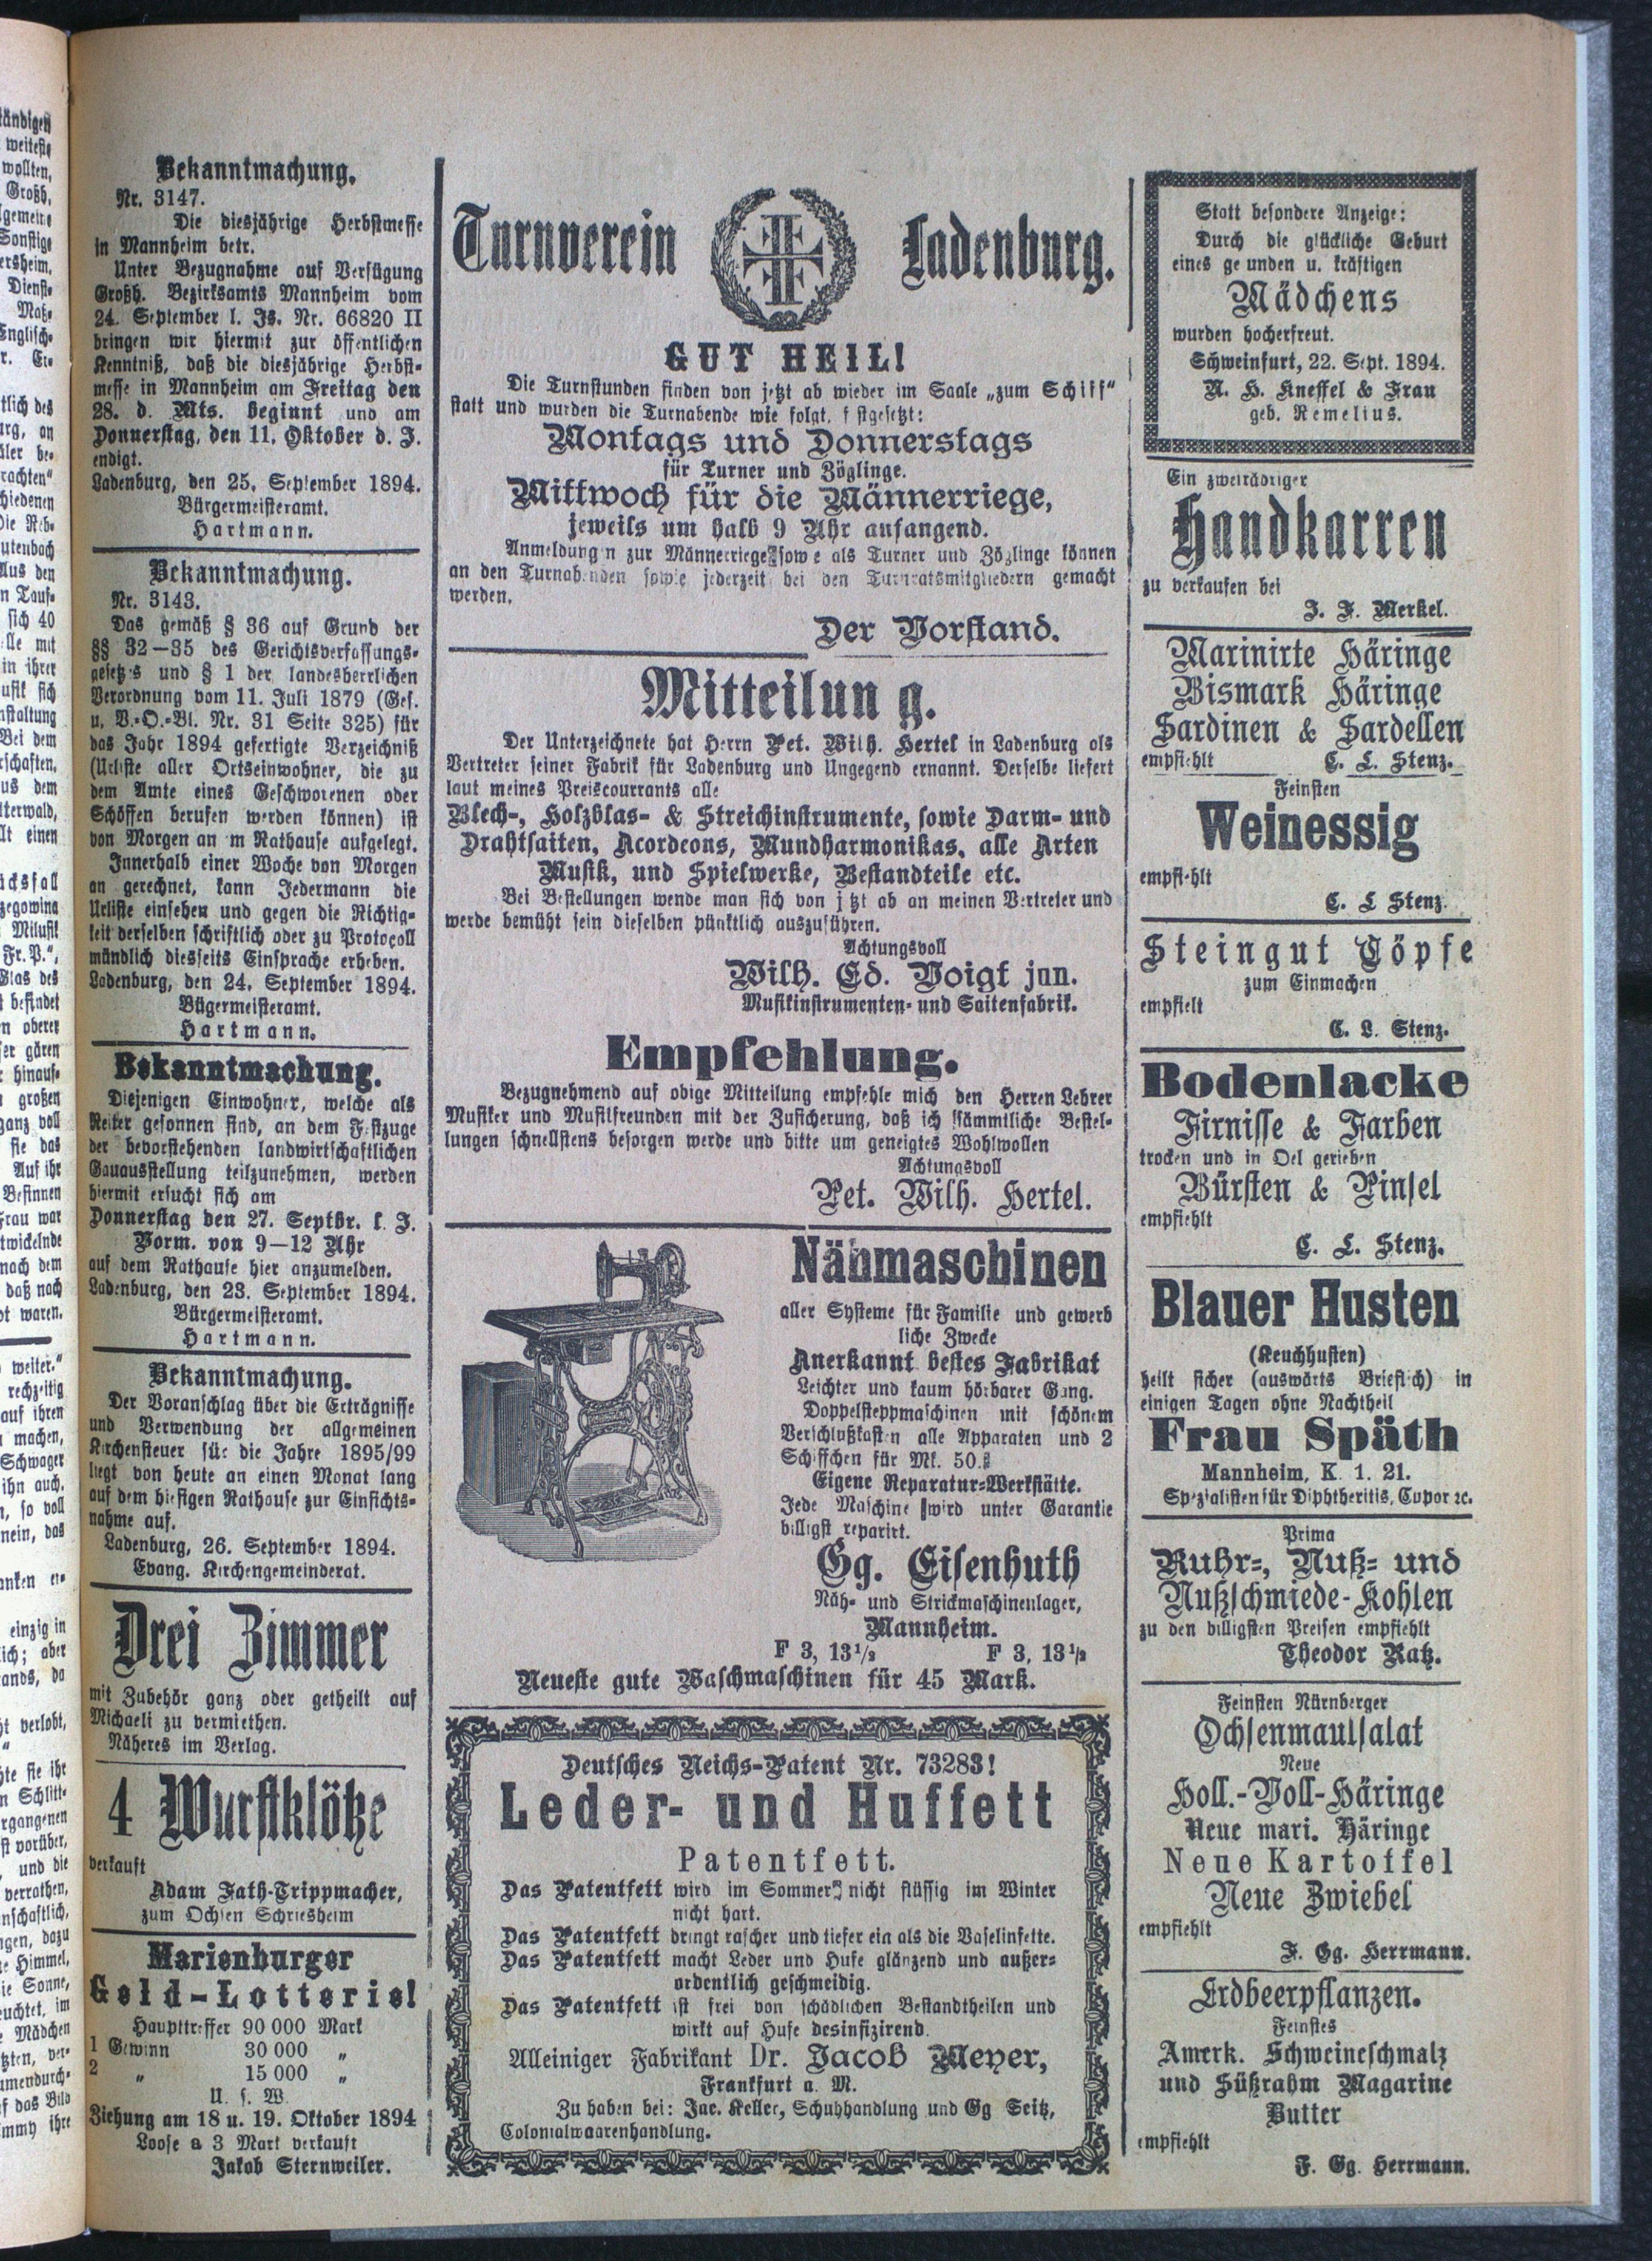 Bekanntmachung.
Nr. 3147.
Die diesjährige Herbstmesse
in Mannheim betr.
Unter Bezugnahme auf Verfügung
Großh. Bezirksamts Mannheim vom
24. September l. Js. Nr. 66820 II
bringen wir hiermit zur öffentlichen
Kenntniß, daß die diesjährige Herbst-
messe in Mannheim am Freitag den
28. d. Mts. beginnt und am
Donnerstag, den 11. Oktober d. J.
endigt.
Ladenburg, den 25. September 1894.
Bürgermeisteramt.
Hartmann.
Bekanntmachung.
Nr. 3143.
Das gemäß § 36 auf Grund der
§§ 32—35 des Gerichtsverfassungs-
gesetz s und § 1 der landesherrlichen
Verordnung vom 11. Juli 1879 (Ges.
u. V.-O.-Bl. Nr. 31 Seite 325) für
das Jahr 1894 gefertigte Verzeichniß
(Urliste aller Ortseinwohner, die zu
dem Amte eines Geschworenen oder
Schöffen berufen werden können) ist
von Morgen an m Rathause aufgelegt.
Innerhalb einer Woche von Morgen
an gerechnet, kann Jedermann die
Urliste einsehen und gegen die Richtig-
keit derselben schriftlich oder zu Protocoll
mündlich diesseits Einsprache erheben.
Ladenburg, den 24. September 1894.
Bügermeisteramt.
Hartmann.
Bekanntmachung.
Diejenigen Einwohner, welche als
Reiter gesonnen sind, an dem Festzuge
der bevorstehenden landwirtschaftlichen
Gauausstellung teilzunehmen, werden
hiermit ersucht sich am
Donnerstag den 27. Septbr. l. J.
Vorm. von 9—12 Uhr
auf dem Rathause hier anzumelden.
Ladenburg, den 23. September 1894.
Bürgermeisteramt.
Hartmann.
Bekanntmachung.
Der Voranschlag über die Erträgnisse
und Verwendung der allgemeinen
Kirchensteuer für die Jahre 1895/99
liegt von heute an einen Monat lang
auf dem hiesigen Rathause zur Einsichts-
nahme auf.
Ladenburg, 26. September 1894.
Evang. Kirchengemeinderat.
Drei Zimmer
mit Zubehör ganz oder getheilt auf
Michaeli zu vermiethen.
Näheres im Verlag.
4 Wurstklötze
verkauft
Adam Fath-Trippmacher,
zum Ochsen Schriesheim
Marienburger
Geld-Lotterie!
Haupttreffer 90 000 Mark
1 Gewinn 30 000 „
2 „ 15 000 „
U. s. W.
Ziehung am 18 u. 19. Oktober 1894
Loose a 3 Mark verkauft
Jakob Sternweiler.
Turnverein Ladenburg.
GUT HEIL!
Die Turnstunden finden von jetzt ab wieder im Saale „zum Schiff“
statt und wurden die Turnabende wie folgt, f stgesetzt:
Montags und Donnerstags
für Turner und Zöglinge.
Mittwoch für die Männerriege,
jeweils um halb 9 Uhr anfangend.
Anmeldung n zur Männerriege sow e als Turner und Zöglinge können
an den Turnabenden sowie jederzeit bei den Turnratsmitgliedern gemacht
werden.
Der Vorstand.
Mitteilung.
Der Unterzeichnete hat Herrn Pet. Wilh. Hertel in Ladenburg als
Vertreter seiner Fabrik für Ladenburg und Ungegend ernannt. Derselbe liefert
laut meines Preiscourrants alle
Blech-, Holzblas- & Streichinstrumente, sowie Darm- und
Drahtsaiten, Acordeons, Mundharmonikas, alle Arten
Musik, und Spielwerke, Bestandteile etc.
Bei Bestellungen wende man sich von j tzt ab an meinen Vertreter und
werde bemüht sein dieselben pünktlich auszuführen.
Achtungsvoll
Wilh. Ed. Voigt jun.
Musikinstrumenten- und Saitenfabrik.
Empfehlung.
Bezugnehmend auf obige Mitteilung empfehle mich den Herren Lehrer
Musiker und Musikfreunden mit der Zusicherung, daß ich sämmtliche Bestel-
lungen schnellstens besorgen werde und bitte um geneigtes Wohlwollen
Achtungsvoll
Pet. Wilh. Hertel.
Nähmaschinen
aller Systeme für Familie und gewerb
liche Zwecke
Anerkannt bestes Fabrikat
Leichter und kaum hörbarer Gang.
Doppelsteppmaschinen mit schönem
Verschlußkasten alle Apparaten und 2
Schiffchen für Mk. 50.
Eigene Reparatur-Werkstätte.
Jede Maschine wird unter Garantie
billigst reparirt.
Gg. Eisenhuth
Näh- und Strickmaschinenlager,
Mannheim.
F 3, 13½ F 3, 13½
Neueste gute Waschmaschinen für 45 Mark.
Deutsches Reichs-Patent Nr. 73283!
Leder- und Huffett
Patentfett.
Das Patentfett wird im Sommer nicht flüssig im Winter
nicht hart.
Das Patentfett dringt rascher und tiefer ein als die Vaselinfette.
Das Patentfett macht Leder und Hufe glänzend und außer-
ordentlich geschmeidig.
Das Patentfett ist frei von schädlichen Bestandtheilen und
wirkt auf Hufe desinfizirend.
Alleiniger Fabrikant Dr. Jacob Meyer,
Frankfurt a. M.
Zu haben bei: Jac. Keller, Schuhhandlung und Gg Seitz,
Colonialwaarenhandlung.
Statt besondere Anzeige:
Durch die glückliche Geburt
eines ge unden u. kräftigen
Mädchens
wurden hocherfreut.
Schweinfurt, 22. Sept. 1894.
A. H. Kneffel & Frau
geb. Remelius.
Ein zweirädriger
Handkarren
zu verkaufen bei
J. F. Merkel.
Marinirte Häringe
Bismark Häringe
Sardinen & Sardellen
empfiehlt C. L. Stenz.
Feinsten
Weinessig
empfiehlt
C. L Stenz.
Steingut Töpfe
zum Einmachen
empfielt
C. L. Stenz.
Bodenlacke
Firnisse & Farben
trocken und in Oel gerieben
Bürsten & Pinsel
empfiehlt
C. L. Stenz.
Blauer Husten
(Keuchhusten)
heilt sicher (auswärts Brieflich) in
einigen Tagen ohne Nachtheil
Frau Späth
Mannheim, K. 1. 21.
Spezialisten für Diphtheritis, Cupor ꝛc.
Prima
Ruhr-, Nuß- und
Nußschmiede-Kohlen
zu den billigsten Preisen empfiehlt
Theodor Ratz.
Feinsten Nürnberger
Ochsenmaulsalat
Neue
Holl.-Voll-Häringe
Neue mari. Häringe
Neue Kartoffel
Neue Zwiebel
empfiehlt
F. Gg. Herrmann.
Erdbeerpflanzen.
Feinstes
Amerk. Schweineschmalz
und Süßrahm Magarine
Butter
empfiehlt
F. Gg. Herrmann.